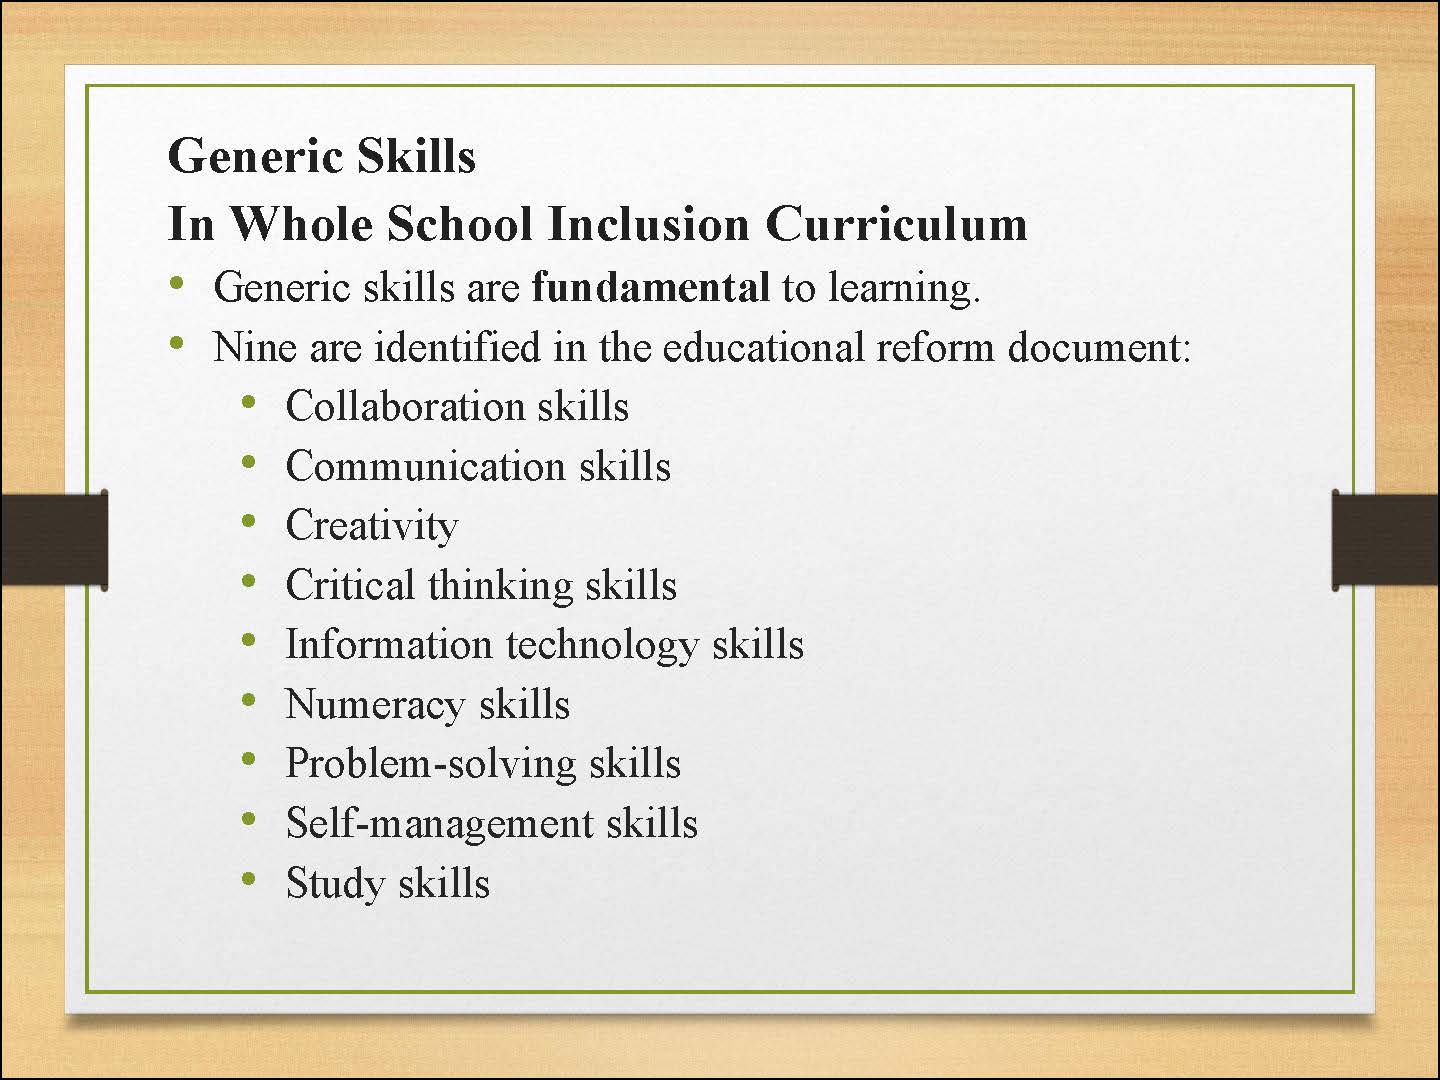 Generic Skills
In Whole School Inclusion Curriculum
• Generic skills are fundamental to learning.
• Nine are identified in the educational reform document:
• Collaboration skills
• Communication skills
• Creativity
• Critical thinking skills
• Information technology skills
• Numeracy skills
• Problem-solving skills
• Self-management skills
• Study skills